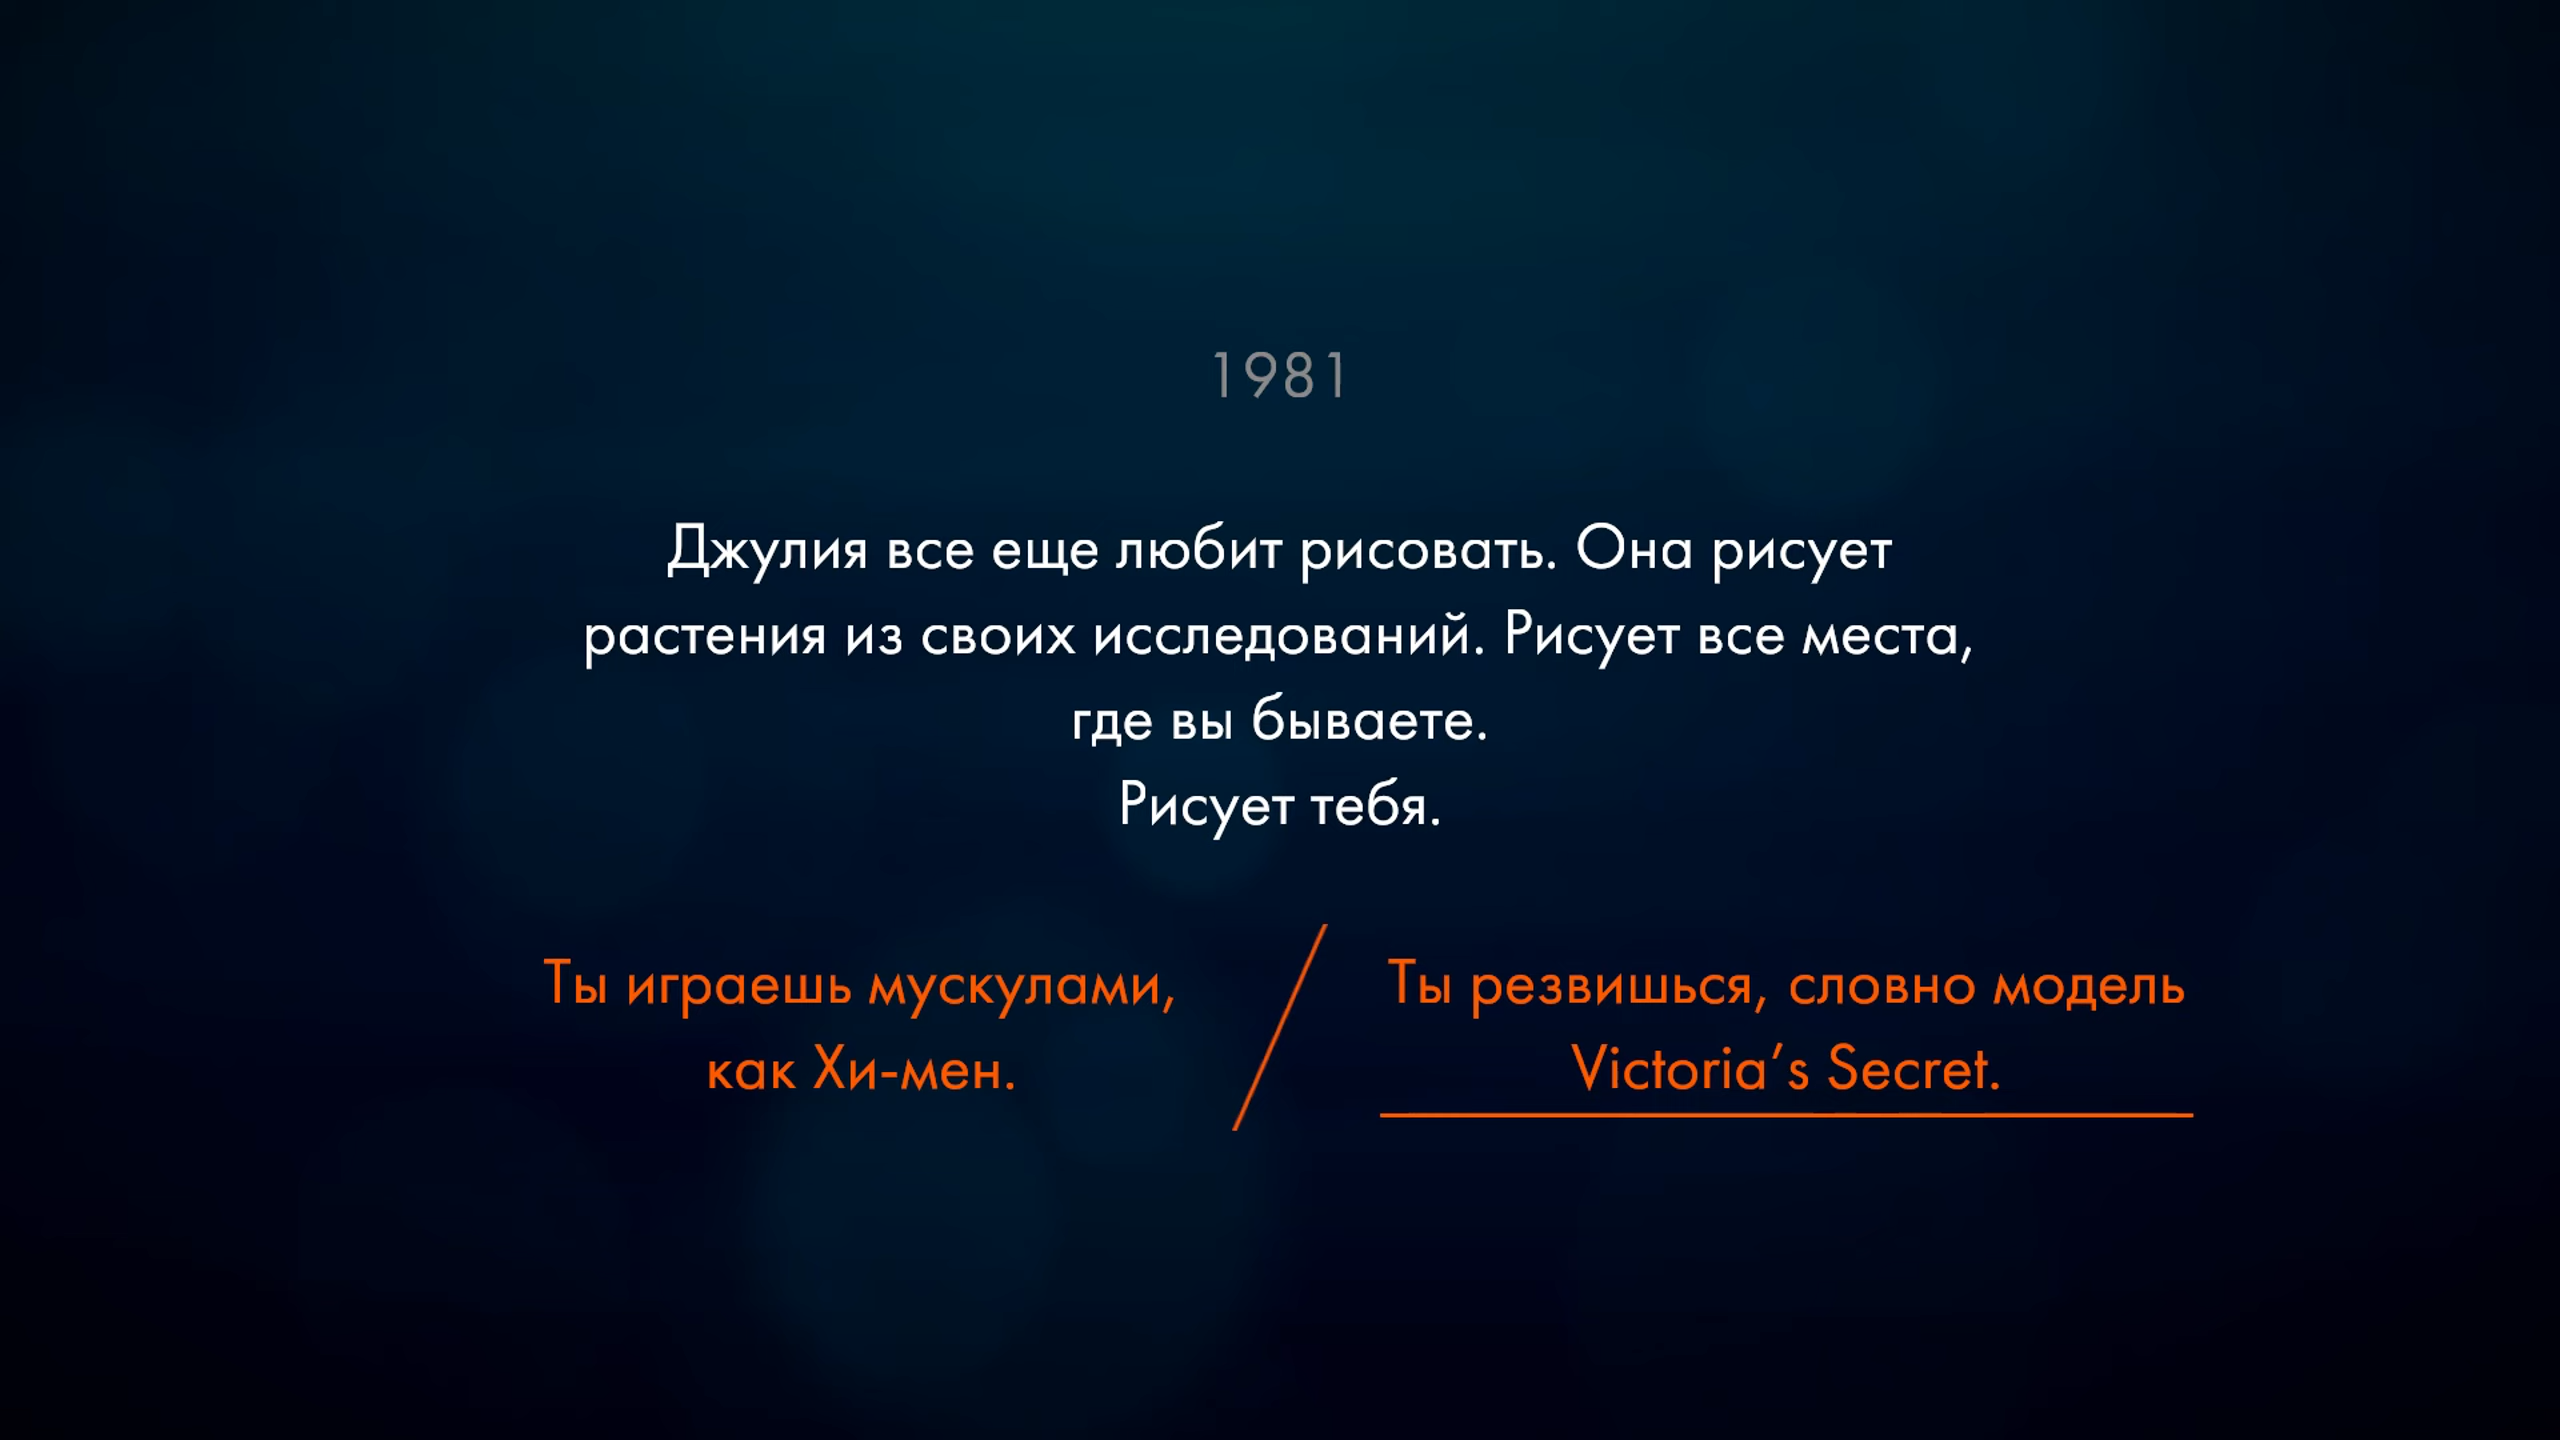 1981
Джулия все еще любит рисовать. Она рисует
растения из своих исследований. Рисует все места,
где вы бываете.
Рисует тебя.
Ты играешь мускулами,
как Хи-мен.
Ты резвишься, словно модель
Victoria’s Secret.